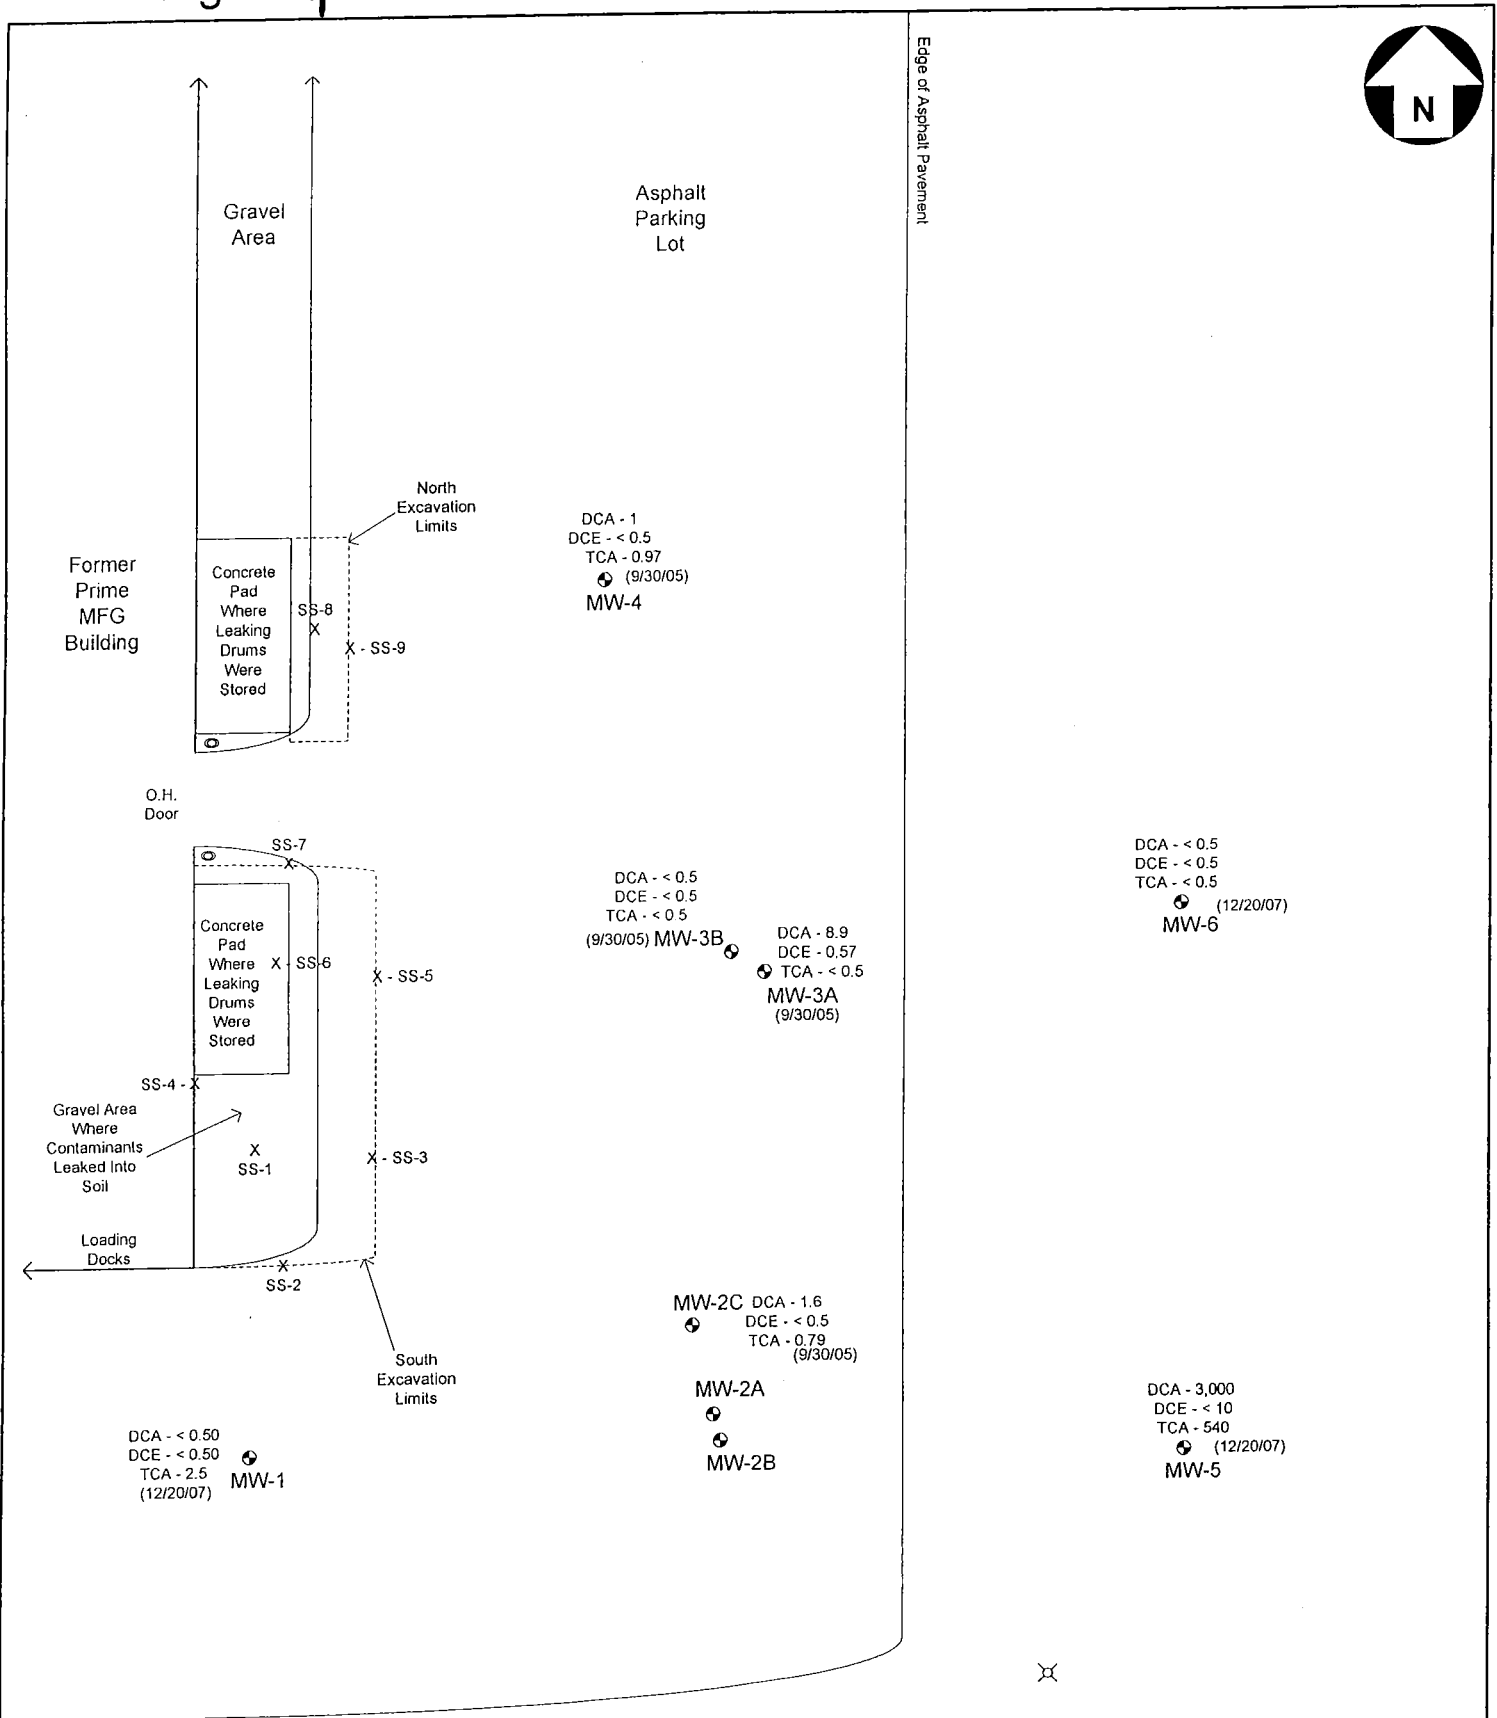 Edge of Asphalt Pavement
N
Gravel
Area
Asphalt
Parking
Lot
North
Excavation
Limits
Former
Prime
MFG
Building
Concrete
Pad
Where
Leaking
Drums
Were
Stored
SS-8
X
X - SS-9
DCA - 1
DCE - < 0.5
TCA - 0.97
(9/30/05)
MW-4
O.H.
Door
SS-7
X
Concrete
Pad
Where
Leaking
Drums
Were
Stored
X - SS-6
X - SS-5
SS-4 - X
Gravel Area
Where
Contaminants
Leaked Into
Soil
X
SS-1
X - SS-3
Loading
Docks
X
SS-2
South
Excavation
Limits
DCA - < 0.5
DCE - < 0.5
TCA - < 0.5
(9/30/05) MW-3B
DCA - 8.9
DCE - 0.57
TCA - < 0.5
MW-3A
(9/30/05)
DCA - < 0.5
DCE - < 0.5
TCA - < 0.5
(12/20/07)
MW-6
MW-2C DCA - 1.6
DCE - < 0.5
TCA - 0.79
(9/30/05)
MW-2A
MW-2B
DCA - < 0.50
DCE - < 0.50
TCA - 2.5
(12/20/07)
MW-1
DCA - 3,000
DCE - < 10
TCA - 540
(12/20/07)
MW-5